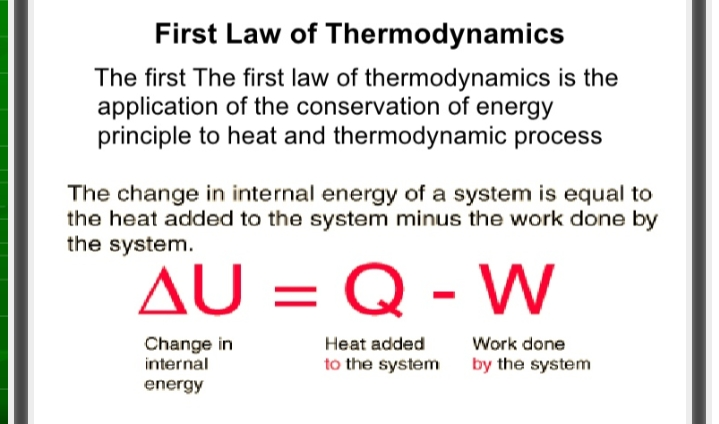 First Law of Thermodynamics
The first The first law of thermodynamics is the
application of the conservation of energy
principle to heat and thermodynamic process
The change in internal energy of a system is equal to
the heat added to the system minus the work done by
the system.
ΔU = Q - W
Change in
internal
energy
Heat added
to the system
Work done
by the system